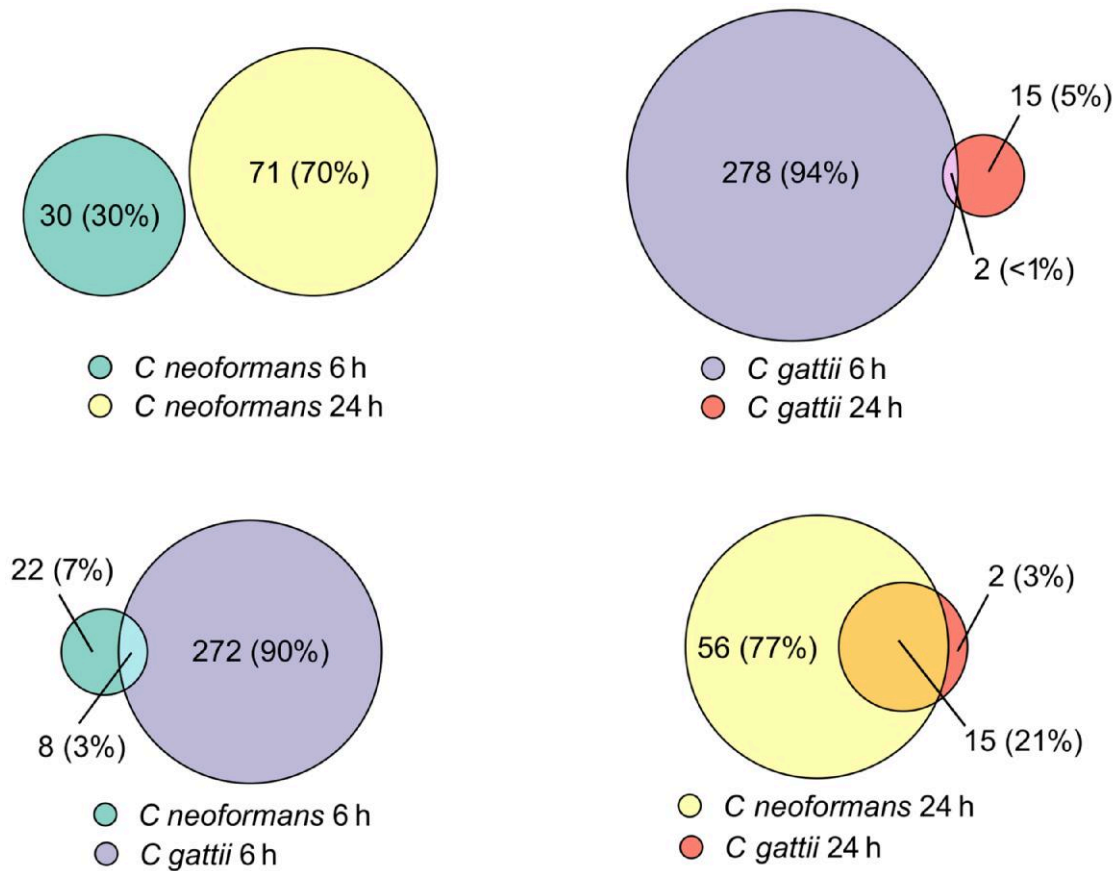 30 (30%)
71 (70%)
C neoformans 6 h
C neoformans 24 h
278 (94%)
15 (5%)
2 (<1%)
C gattii 6 h
C gattii 24 h
22 (7%)
272 (90%)
8 (3%)
C neoformans 6 h
C gattii 6 h
56 (77%)
2 (3%)
15 (21%)
C neoformans 24 h
C gattii 24 h